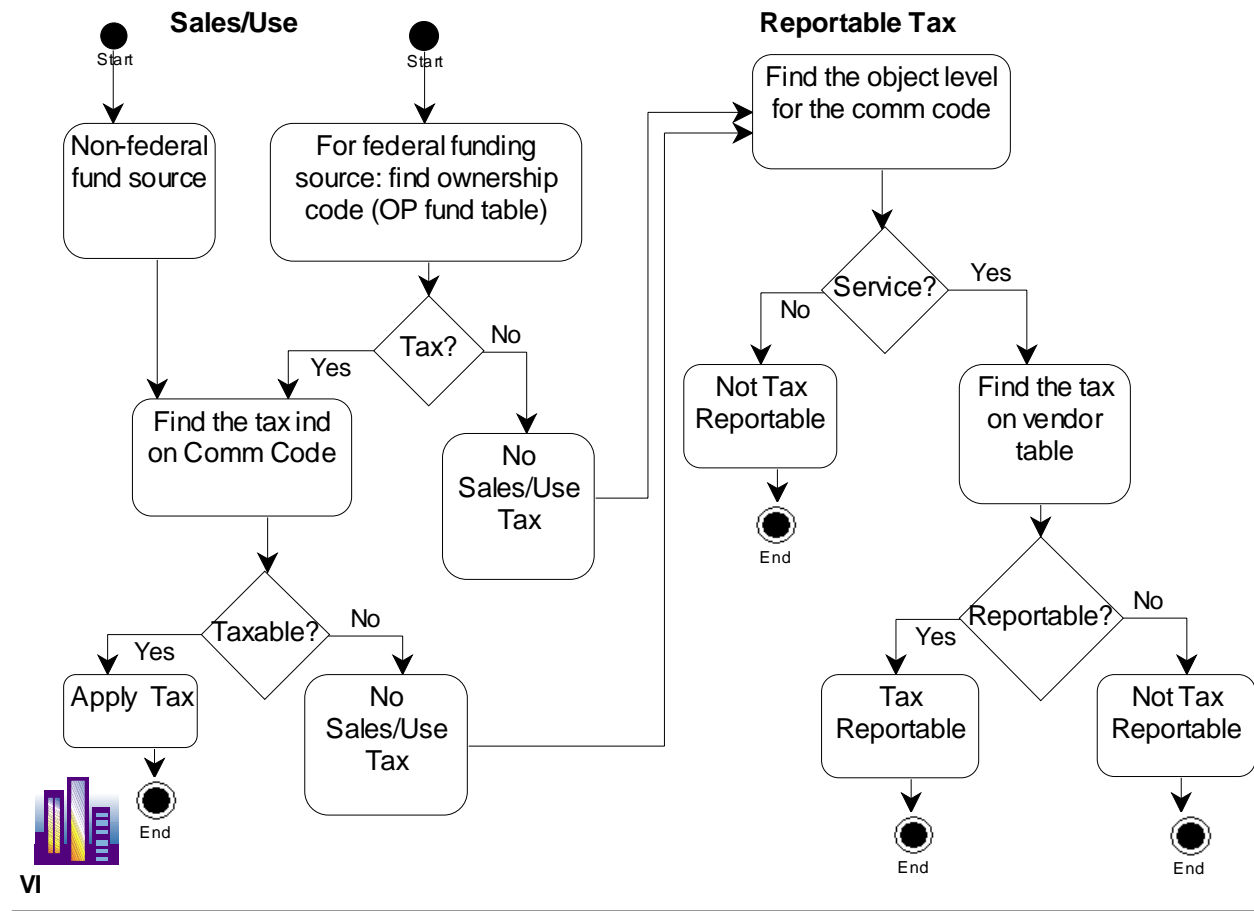 Sales/Use
Start
Start
Non-federal
fund source
For federal funding
source: find ownership
code (OP fund table)
Tax?
Yes
No
Find the tax ind
on Comm Code
No
Sales/Use
Tax
Taxable?
Yes
No
Apply Tax
End
No
Sales/Use
Tax
VI
Reportable Tax
Find the object level
for the comm code
Service?
No
Yes
Not Tax
Reportable
End
Find the tax
on vendor
table
Reportable?
Yes
No
Tax
Reportable
End
Not Tax
Reportable
End